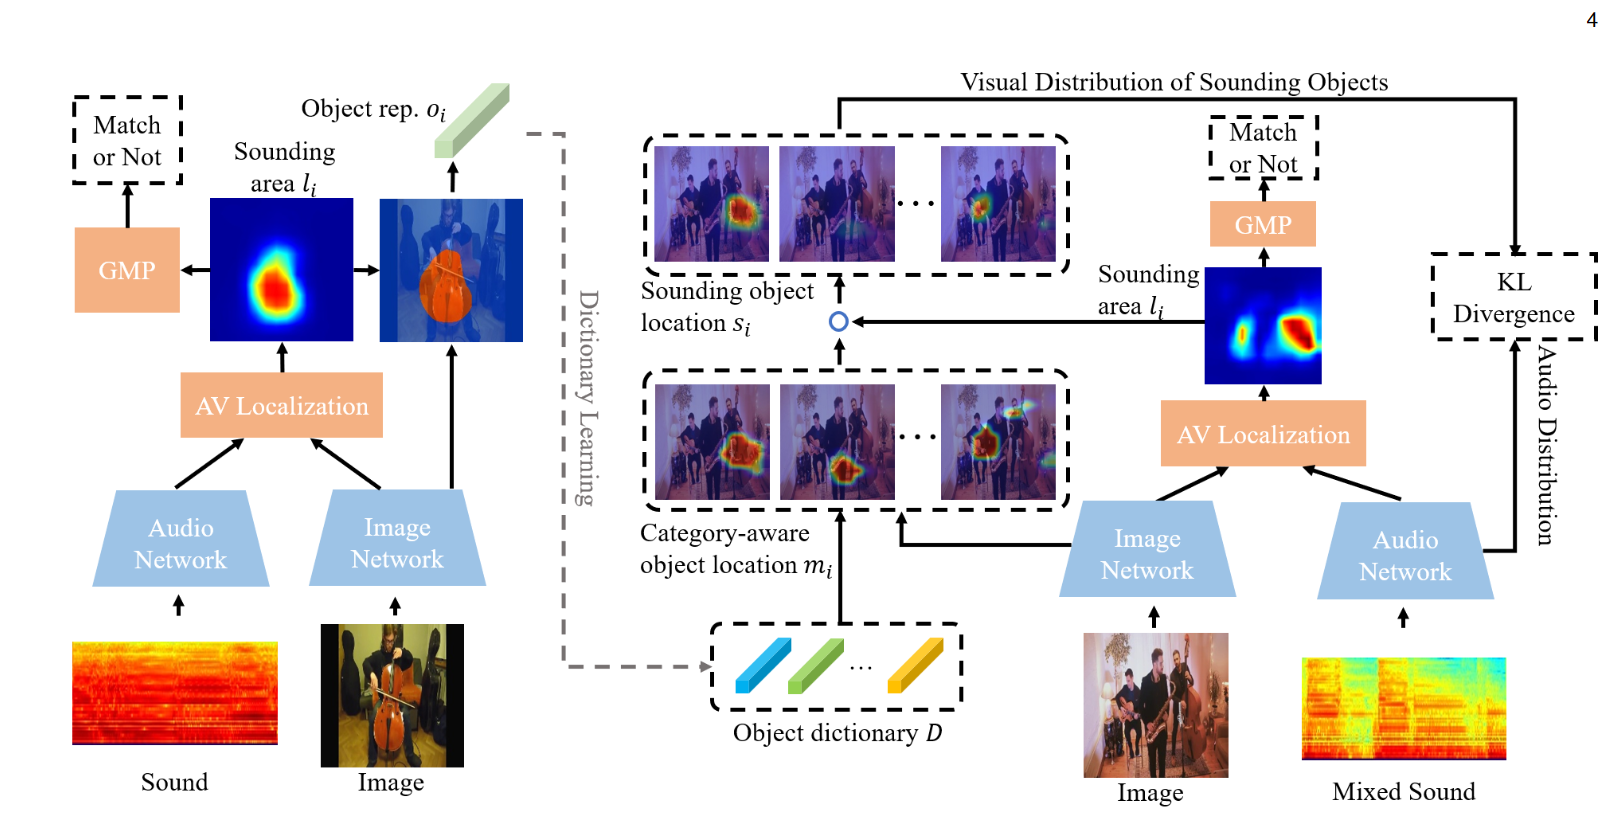 4
Match
or Not
GMP
Sounding
area l_i
Object rep. o_i
AV Localization
Audio
Network
Image
Network
Sound
Image
Dictionary Learning
Visual Distribution of Sounding Objects
Sounding object
location s_i
Category-aware
object location m_i
...
...
...
Object dictionary D
Match
or Not
GMP
Sounding
area l_i
AV Localization
Image
Network
Audio
Network
Image
Mixed Sound
KL
Divergence
Audio Distribution